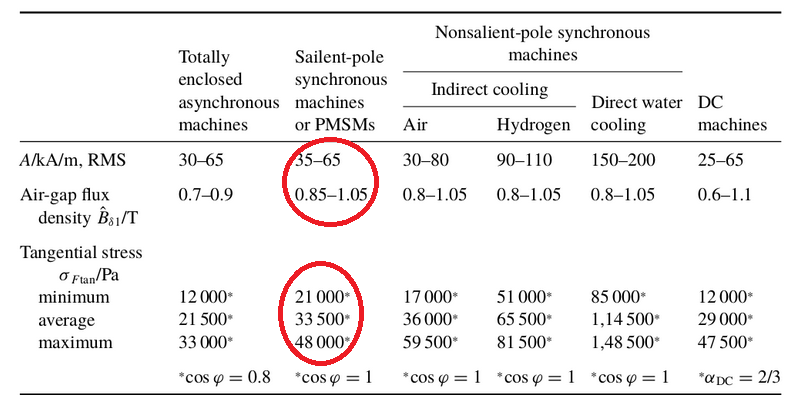 Nonsalient-pole synchronous
machines
Totally enclosed asynchronous machines
Sailent-pole synchronous machines or PMSMs
Indirect cooling
Air
Hydrogen
Direct water cooling
DC machines
A/kA/m, RMS 30–65 35–65 30–80 90–110 150–200 25–65
Air-gap flux 0.7–0.9 0.85–1.05 0.8–1.05 0.8–1.05 0.8–1.05 0.6–1.1
density B̂δ1/T
Tangential stress
σFtan/Pa
minimum 12 000* 21 000* 17 000* 51 000* 85 000* 12 000*
average 21 500* 33 500* 36 000* 65 500* 1,14 500* 29 000*
maximum 33 000* 48 000* 59 500* 81 500* 1,48 500* 47 500*
*cos φ = 0.8 *cos φ = 1 *cos φ = 1 *cos φ = 1 *cos φ = 1 *αDC = 2/3